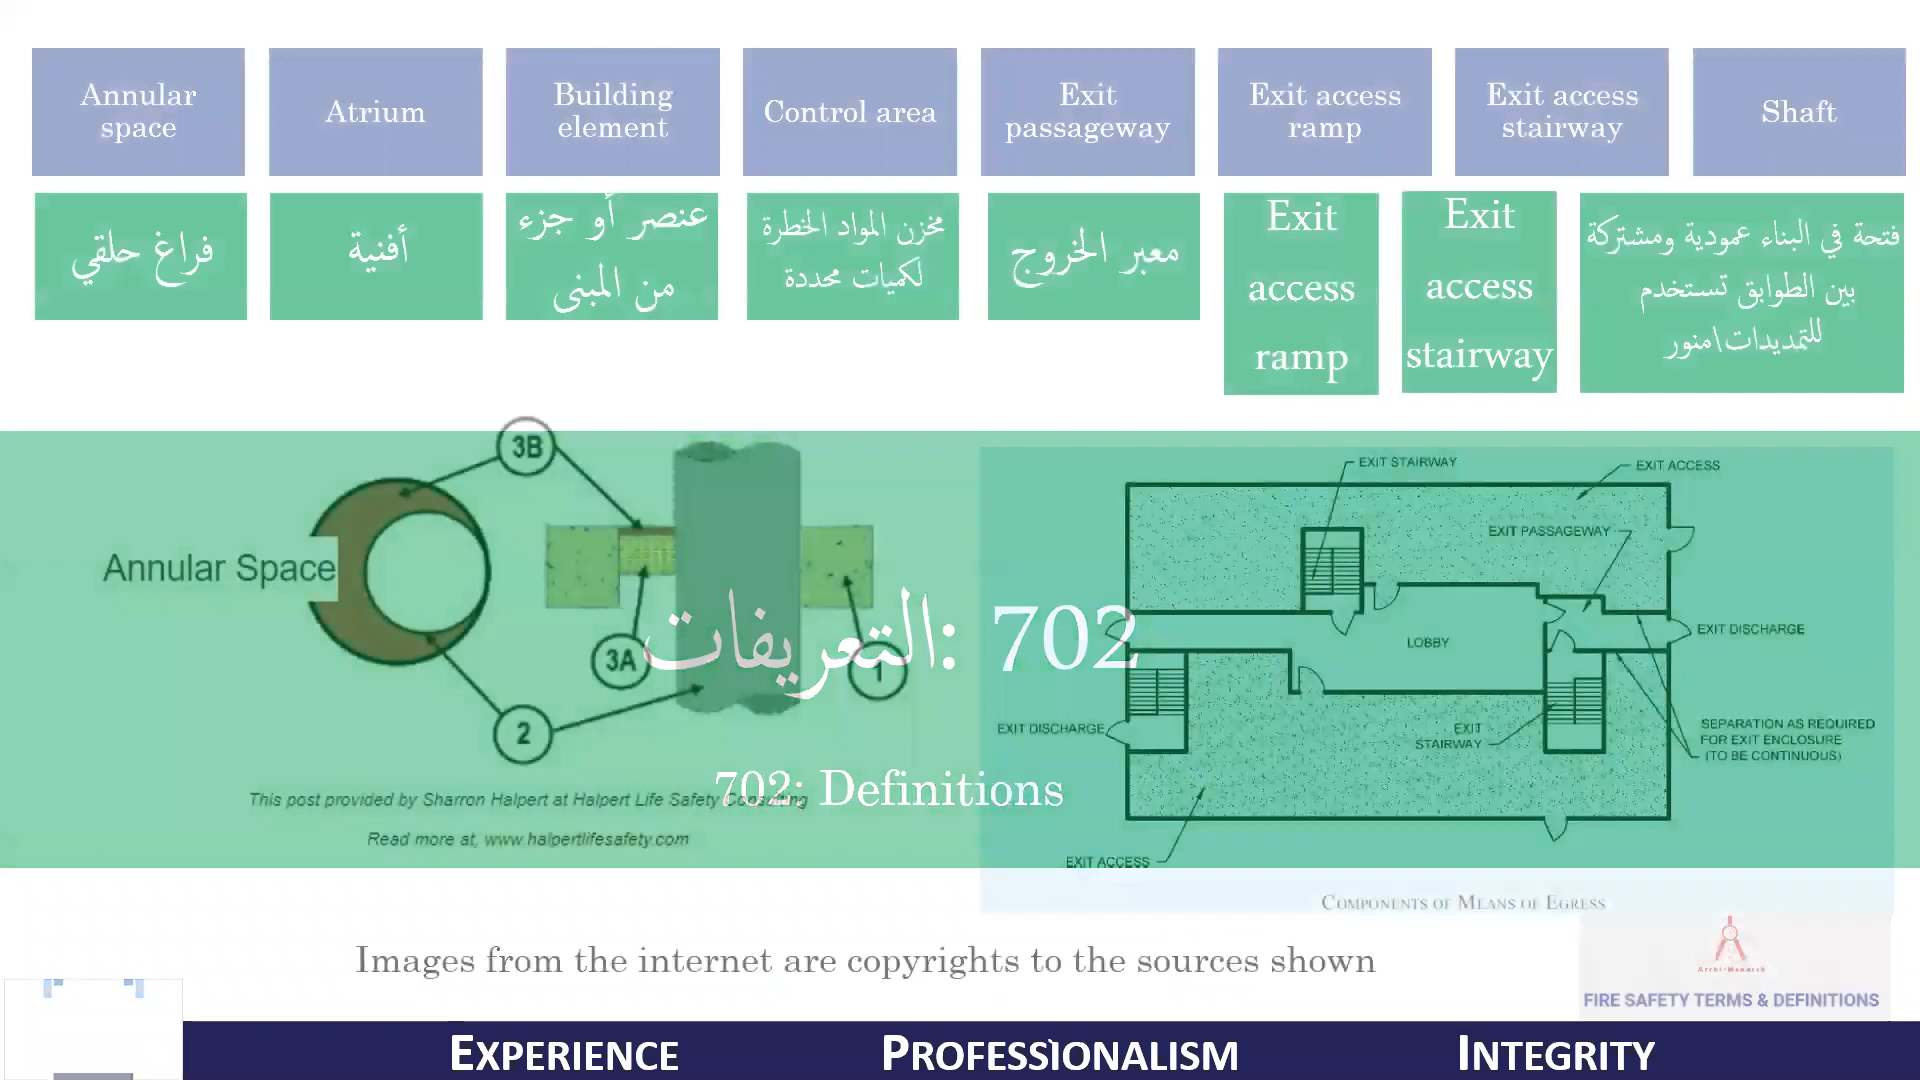 Annular
space
Atrium
Building
element
Control area
Exit
passageway
Exit access
ramp
Exit access
stairway
Shaft
فراغ حلقي
أفنية
عنصر أو جزء
من المبنى
مخزن المواد الخطرة
لكميات محددة
معبر الخروج
Exit
access
ramp
Exit
access
stairway
فتحة في البناء عمودية ومشتركة
بين الطوابق تستخدم
للتمديدات\منور
3B
Annular Space
3A
1
2
This post provided by Sharron Halpert at Halpert Life Safety Consulting
Read more at, www.halpertlifesafety.com
702 :التعريفات
702: Definitions
EXIT STAIRWAY
EXIT ACCESS
EXIT PASSAGEWAY
LOBBY
EXIT DISCHARGE
EXIT DISCHARGE
EXIT
STAIRWAY
SEPARATION AS REQUIRED
FOR EXIT ENCLOSURE
(TO BE CONTINUOUS)
EXIT ACCESS
COMPONENTS OF MEANS OF EGRESS
Images from the internet are copyrights to the sources shown
Archi-Monarch
FIRE SAFETY TERMS & DEFINITIONS
EXPERIENCE
PROFESSIONALISM
INTEGRITY